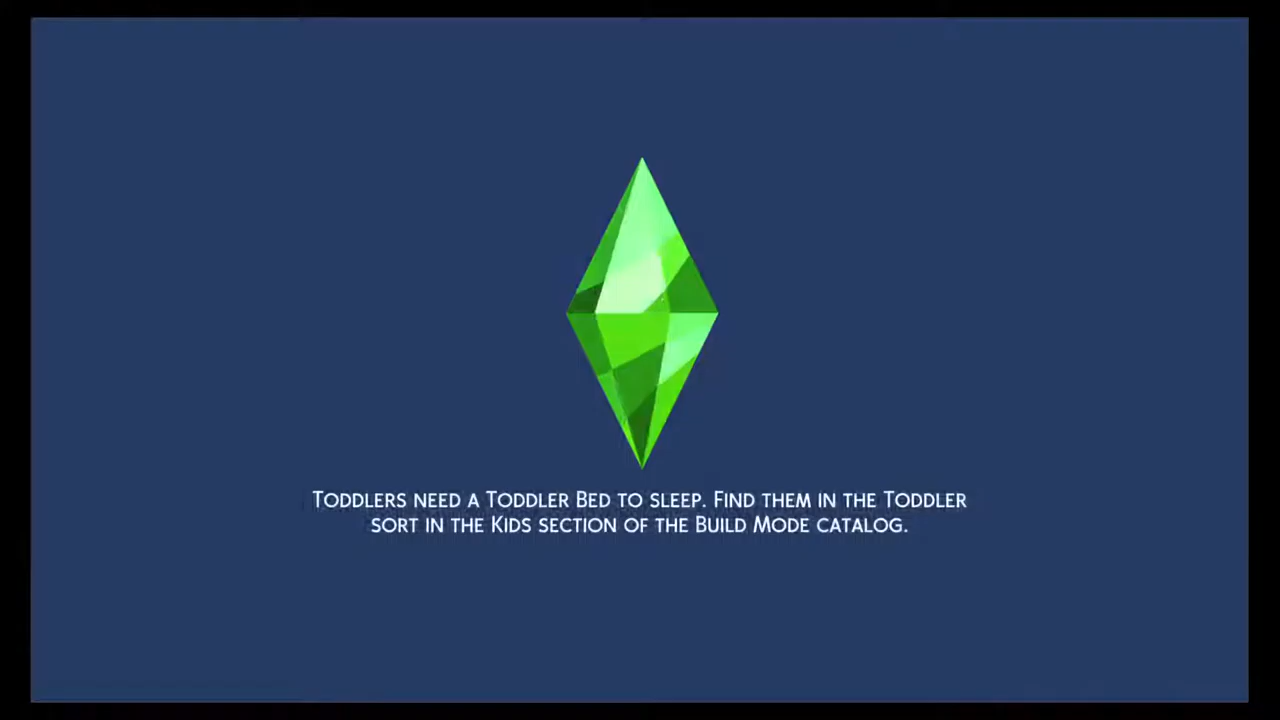 Toddlers need a Toddler Bed to sleep. Find them in the Toddler
sort in the Kids section of the Build Mode catalog.